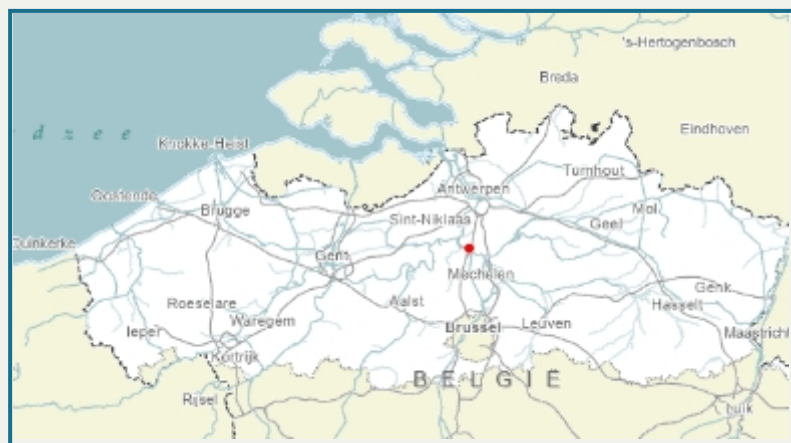 's-Hertogenbosch
Breda
d z e e
Eindhoven
Knokke-Heist
Turnhout
Antwerpen
Oostende
Mol
Brugge
Sint-Niklaas
Geel
Duinkerke
Gent
Mechelen
Genk
Roeselare
Aalst
Hasselt
Waregem
Brussel
Leuven
Ieper
Maastricht
Kortrijk
BELGIË
Rijsel
Luik